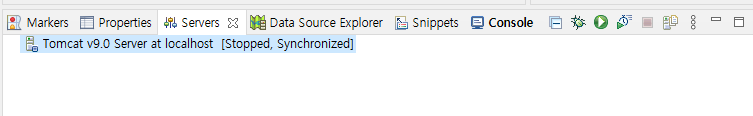 Markers Properties Servers Data Source Explorer Snippets Console
Tomcat v9.0 Server at localhost [Stopped, Synchronized]